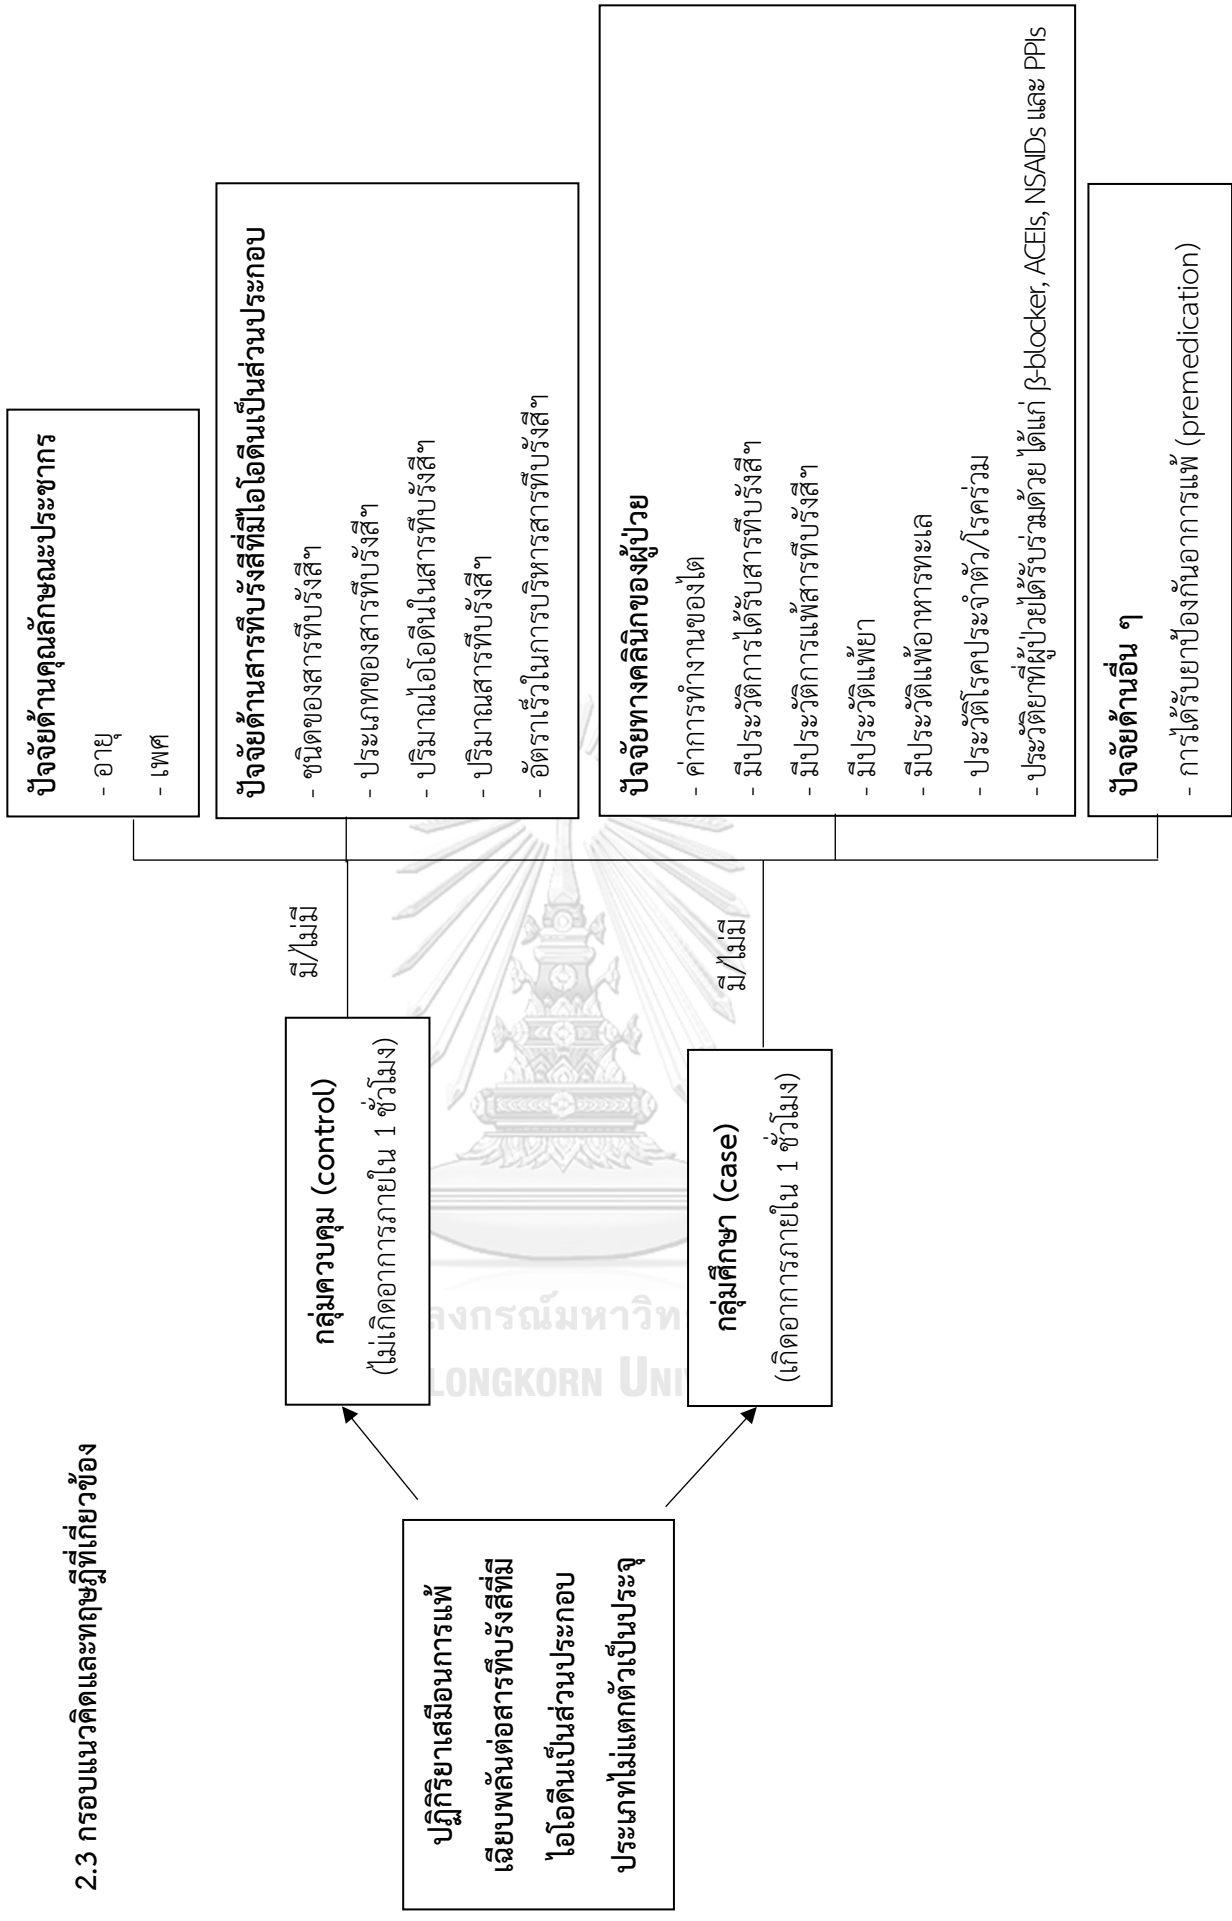 2.3 กรอบแนวคิดและทฤษฎีที่เกี่ยวข้อง
ปฏิกิริยาเสมือนการแพ้
เฉียบพลันต่อสารทึบรังสีที่มี
ไอโอดีนเป็นส่วนประกอบ
ประเภทไม่แตกตัวเป็นประจุ
กลุ่มควบคุม (control)
(ไม่เกิดอาการภายใน 1 ชั่วโมง)
มี/ไม่มี
กลุ่มศึกษา (case)
(เกิดอาการภายใน 1 ชั่วโมง)
มี/ไม่มี
ปัจจัยด้านคุณลักษณะประชากร
- อายุ
- เพศ
ปัจจัยด้านสารทึบรังสีที่มีไอโอดีนเป็นส่วนประกอบ
- ชนิดของสารทึบรังสีฯ
- ประเภทของสารทึบรังสีฯ
- ปริมาณไอโอดีนในสารทึบรังสีฯ
- ปริมาณสารทึบรังสีฯ
- อัตราเร็วในการบริหารสารทึบรังสีฯ
ปัจจัยทางคลินิกของผู้ป่วย
- ค่าการทำงานของไต
- มีประวัติการได้รับสารทึบรังสีฯ
- มีประวัติการแพ้สารทึบรังสีฯ
- มีประวัติแพ้ยา
- มีประวัติแพ้อาหารทะเล
- ประวัติโรคประจำตัว/โรคร่วม
- ประวัติยาที่ผู้ป่วยได้รับร่วมด้วย ได้แก่ β-blocker, ACEIs, NSAIDs และ PPIs
ปัจจัยด้านอื่น ๆ
- การได้รับยาป้องกันอาการแพ้ (premedication)
ลงกรณ์มหาวิท
LONGKORN UNI